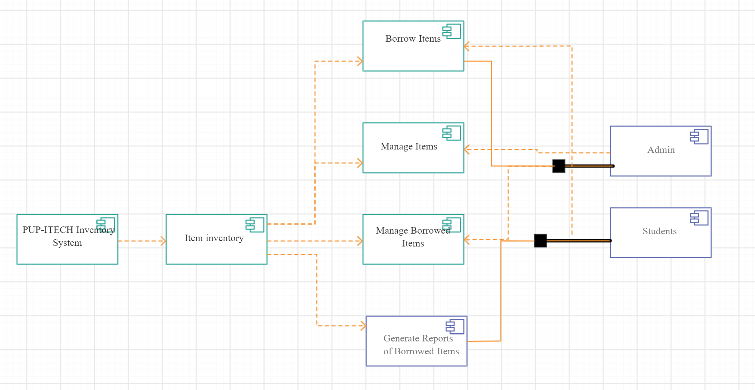 Borrow Items
Manage Items
Admin
PUP-ITECH Inventory
System
Item inventory
Manage Borrowed
Items
Students
Generate Reports
of Borrowed Items